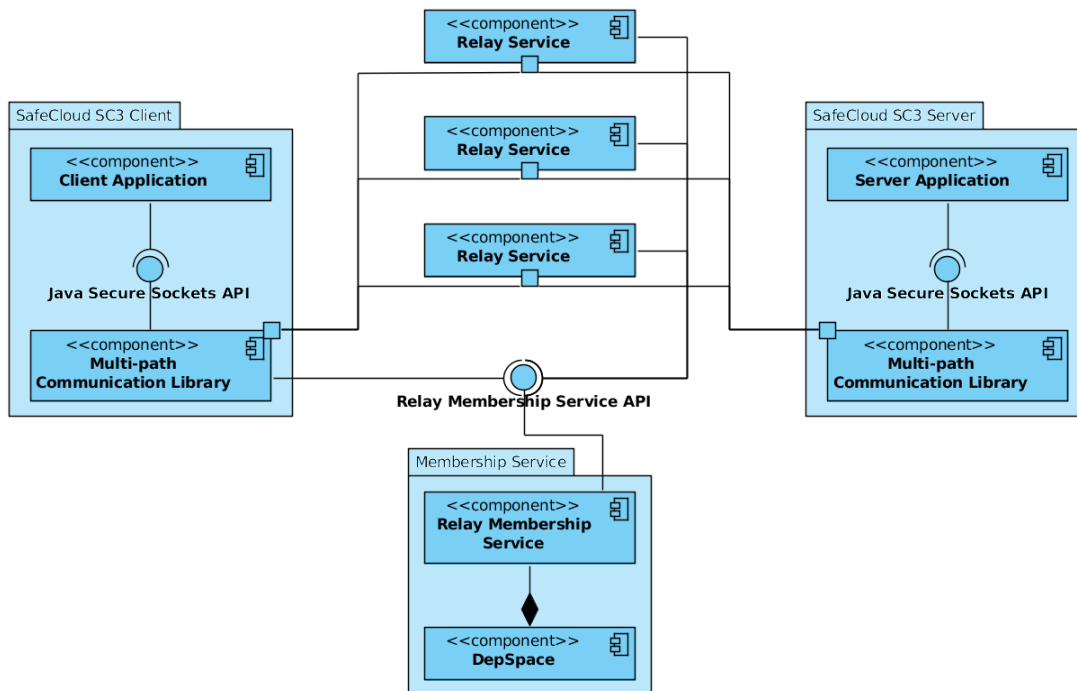 <<component>>
Relay Service
SafeCloud SC3 Client
<<component>>
Client Application
Java Secure Sockets API
<<component>>
Multi-path
Communication Library
<<component>>
Relay Service
<<component>>
Relay Service
SafeCloud SC3 Server
<<component>>
Server Application
Java Secure Sockets API
<<component>>
Multi-path
Communication Library
Relay Membership Service API
Membership Service
<<component>>
Relay Membership
Service
<<component>>
DepSpace